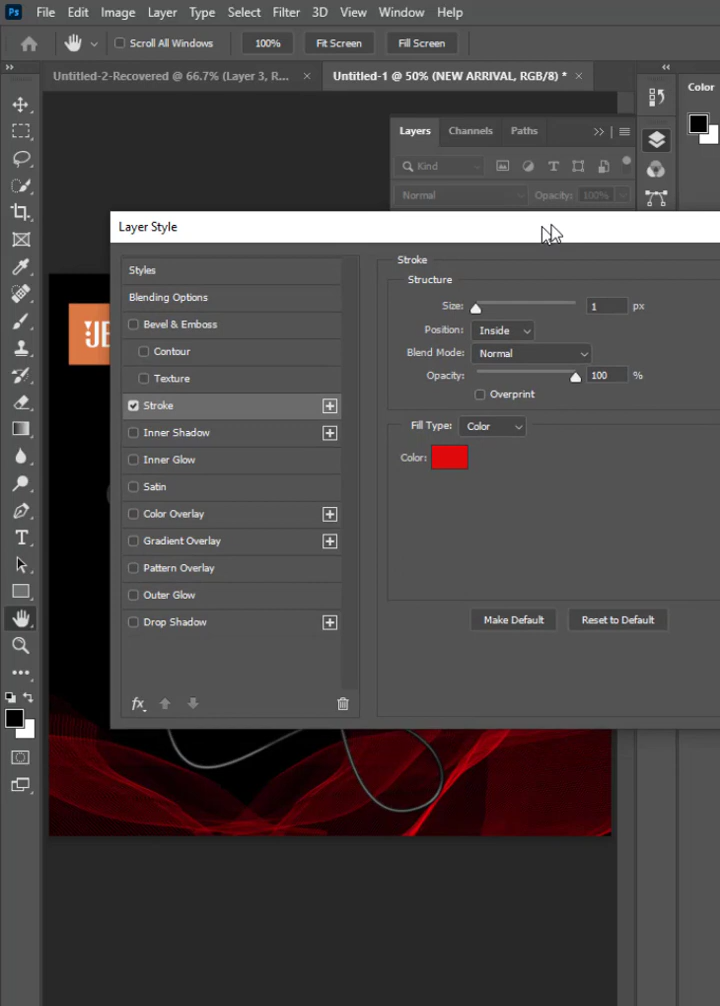 Ps File Edit Image Layer Type Select Filter 3D View Window Help
Scroll All Windows 100% Fit Screen Fill Screen
Untitled-2-Recovered @ 66.7% (Layer 3, R... × Untitled-1 @ 50% (NEW ARRIVAL, RGB/8) * ×
Color
Layers Channels Paths
Kind
Normal Opacity: 100%
Layer Style
Styles
Blending Options
Bevel & Emboss
Contour
Texture
Stroke
Inner Shadow
Inner Glow
Satin
Color Overlay
Gradient Overlay
Pattern Overlay
Outer Glow
Drop Shadow
fx
Stroke
Structure
Size: 1 px
Position: Inside
Blend Mode: Normal
Opacity: 100 %
Overprint
Fill Type: Color
Color:
Make Default Reset to Default